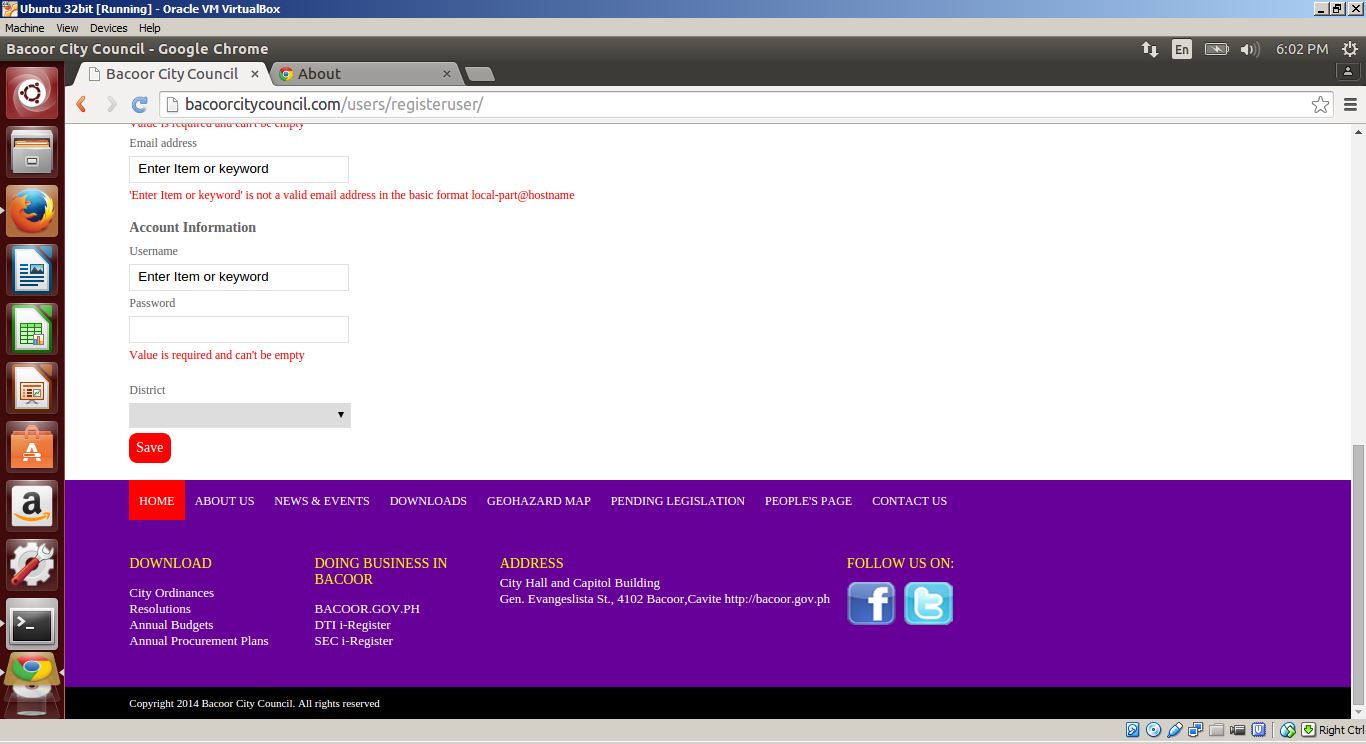 Ubuntu 32bit [Running] - Oracle VM VirtualBox
Machine View Devices Help
Bacoor City Council - Google Chrome
En
6:02 PM
Bacoor City Council
About
bacoorcitycouncil.com/users/registeruser/
Value is required and can't be empty
Email address
Enter Item or keyword
'Enter Item or keyword' is not a valid email address in the basic format local-part@hostname
Account Information
Username
Enter Item or keyword
Password
Value is required and can't be empty
District
Save
HOME ABOUT US NEWS & EVENTS DOWNLOADS GEOHAZARD MAP PENDING LEGISLATION PEOPLE'S PAGE CONTACT US
DOWNLOAD
City Ordinances
Resolutions
Annual Budgets
Annual Procurement Plans
DOING BUSINESS IN
BACOOR
BACOOR.GOV.PH
DTI i-Register
SEC i-Register
ADDRESS
City Hall and Capitol Building
Gen. Evangeslista St., 4102 Bacoor,Cavite http://bacoor.gov.ph
FOLLOW US ON:
Copyright 2014 Bacoor City Council. All rights reserved
Right Ctrl